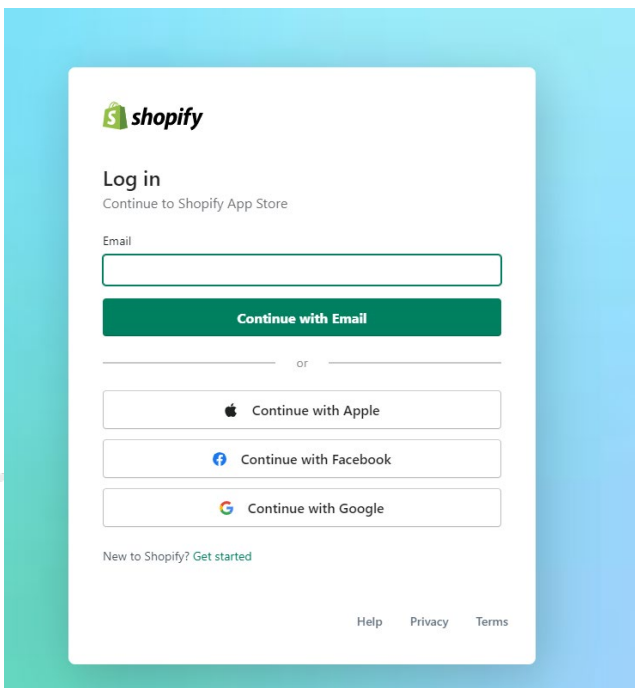 shopify
Log in
Continue to Shopify App Store
Email
Continue with Email
or
Continue with Apple
Continue with Facebook
Continue with Google
New to Shopify? Get started
Help Privacy Terms